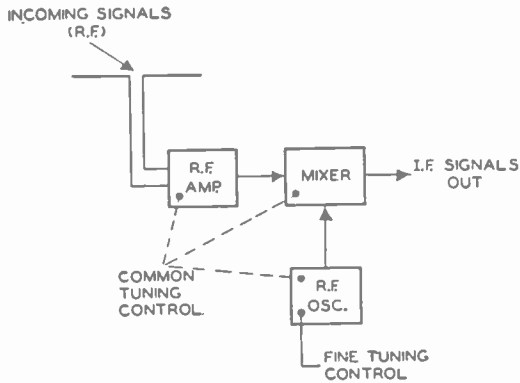 INCOMING SIGNALS
(R.F.)
R.F.
AMP.
MIXER
I.F. SIGNALS
OUT
COMMON
TUNING
CONTROL.
R.F.
OSC.
FINE TUNING
CONTROL